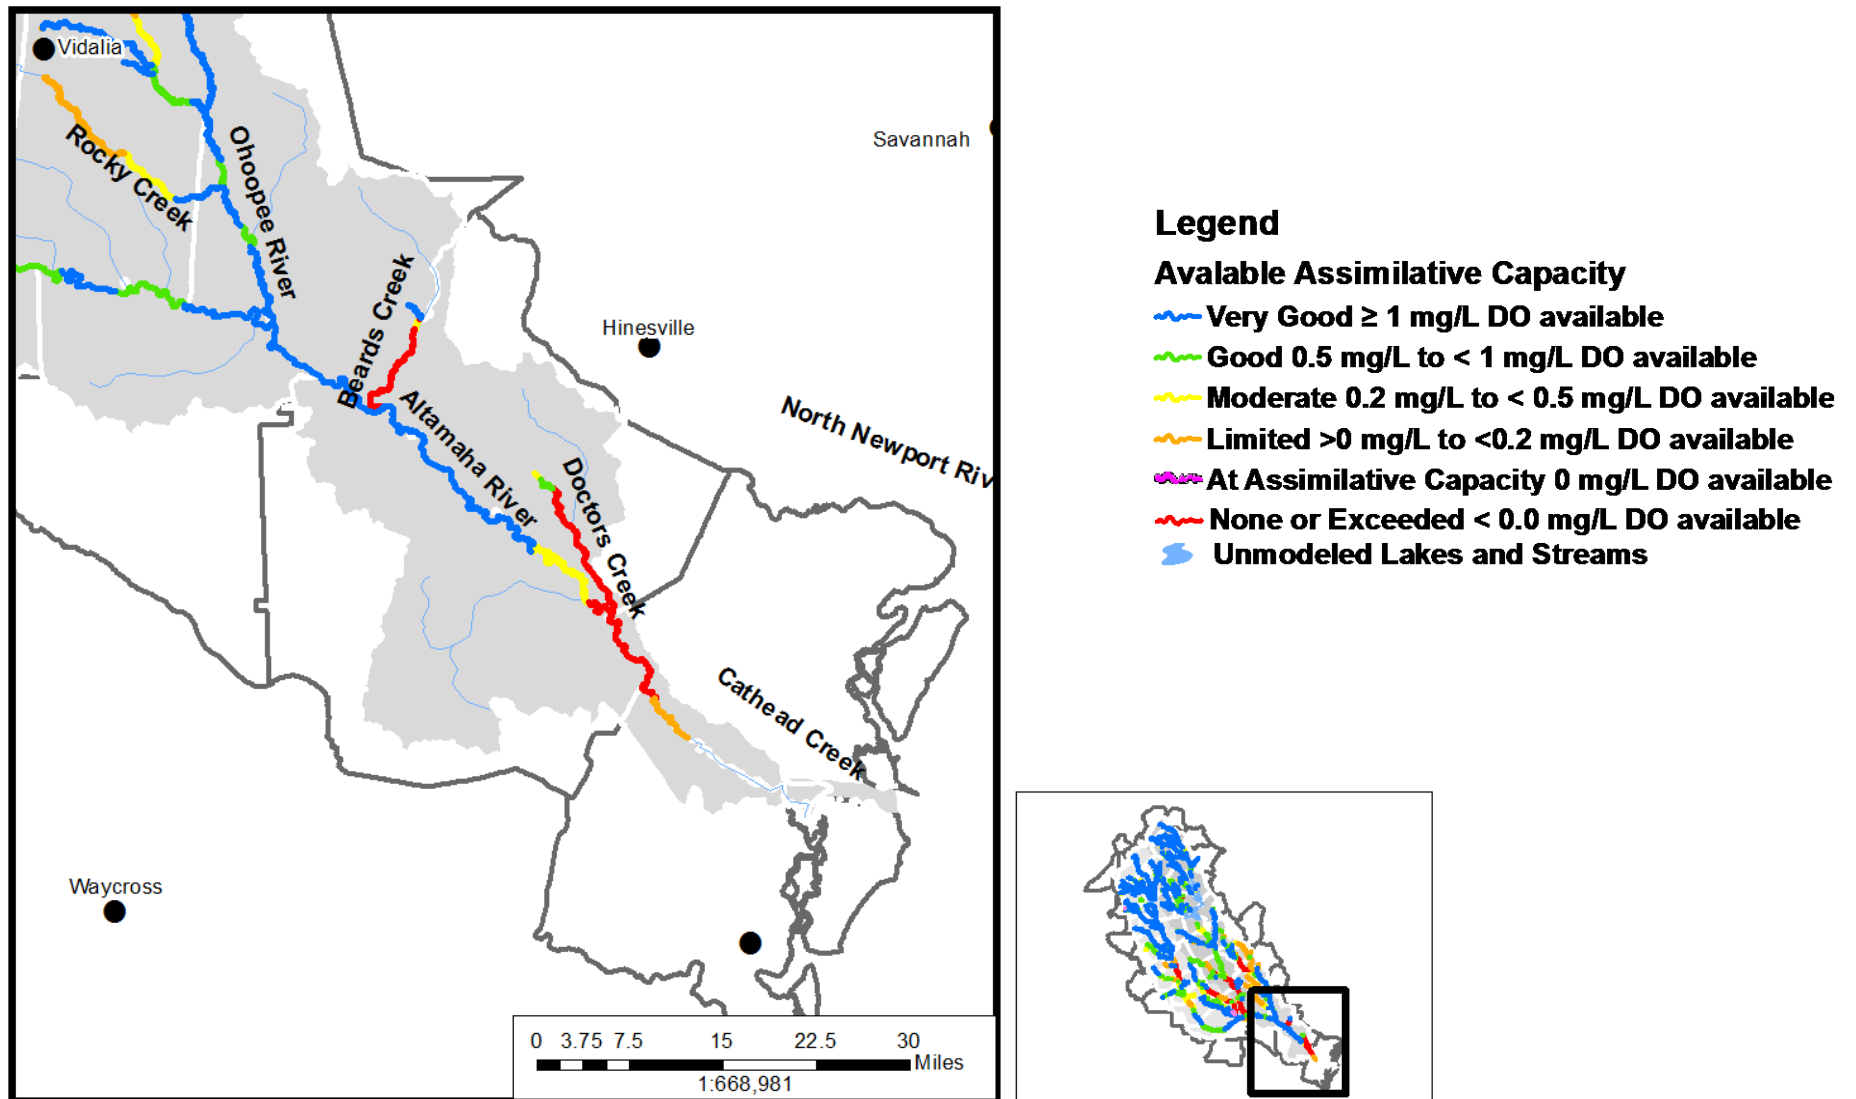 Vidalia
Rocky Creek
Ohoopee River
Savannah
Beards Creek
Hinesville
Altamaha River
North Newport Riv
Doctors Creek
Cathead Creek
Waycross
0 3.75 7.5 15 22.5 30
Miles
1:668,981
Legend
Avalable Assimilative Capacity
Very Good ≥ 1 mg/L DO available
Good 0.5 mg/L to < 1 mg/L DO available
Moderate 0.2 mg/L to < 0.5 mg/L DO available
Limited >0 mg/L to <0.2 mg/L DO available
At Assimilative Capacity 0 mg/L DO available
None or Exceeded < 0.0 mg/L DO available
Unmodeled Lakes and Streams